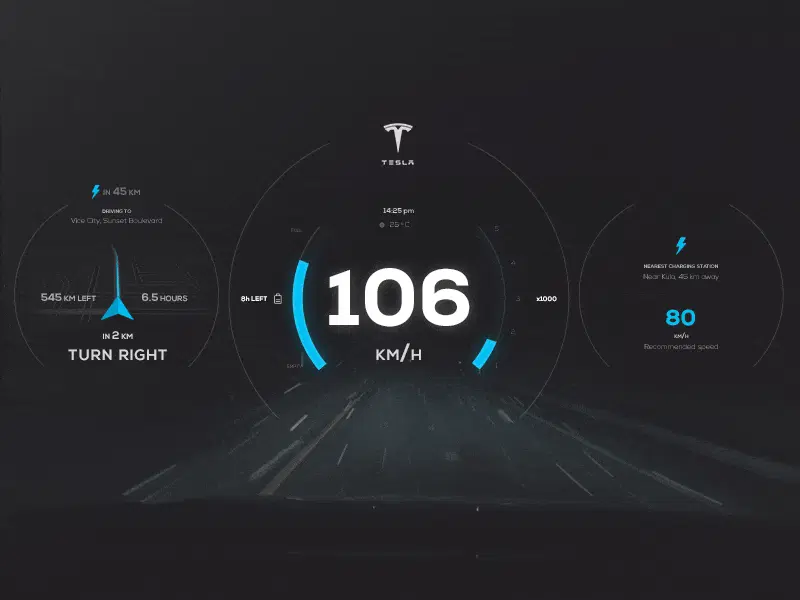 TESLA
IN 45 KM
DRIVING TO
Vice City, Sunset Boulevard
545 KM LEFT
6.5 HOURS
IN 2 KM
TURN RIGHT
14:25 pm
25°C
FULL
6h LEFT
EMPTY
106
KM/H
5
4
3
x1000
2
1
NEAREST CHARGING STATION
Near Kido, 45 km away
80
KM/H
Recommended speed